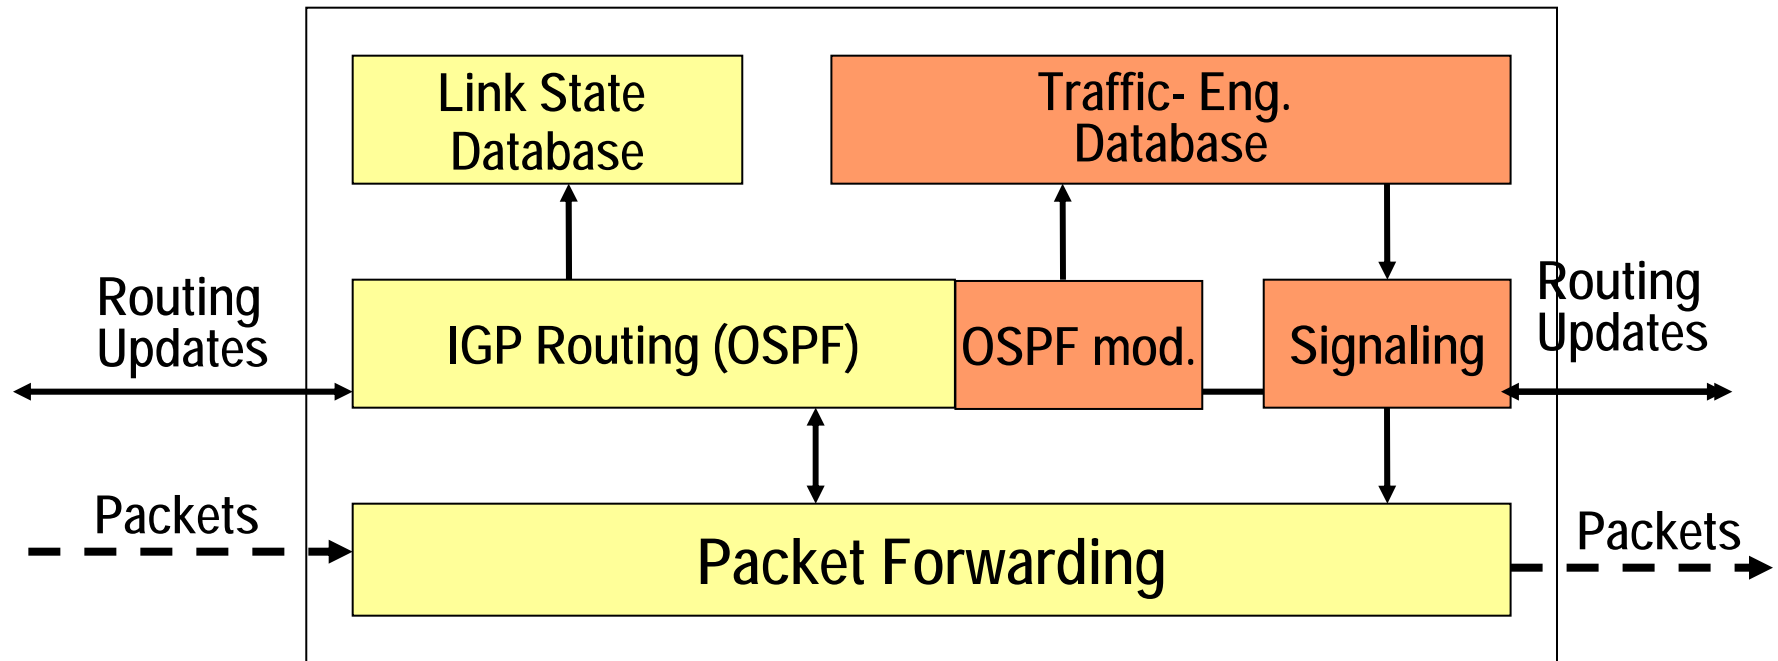 Link State
Database
Traffic- Eng.
Database
Routing
Updates
IGP Routing (OSPF)
OSPF mod.
Signaling
Routing
Updates
Packets
Packet Forwarding
Packets